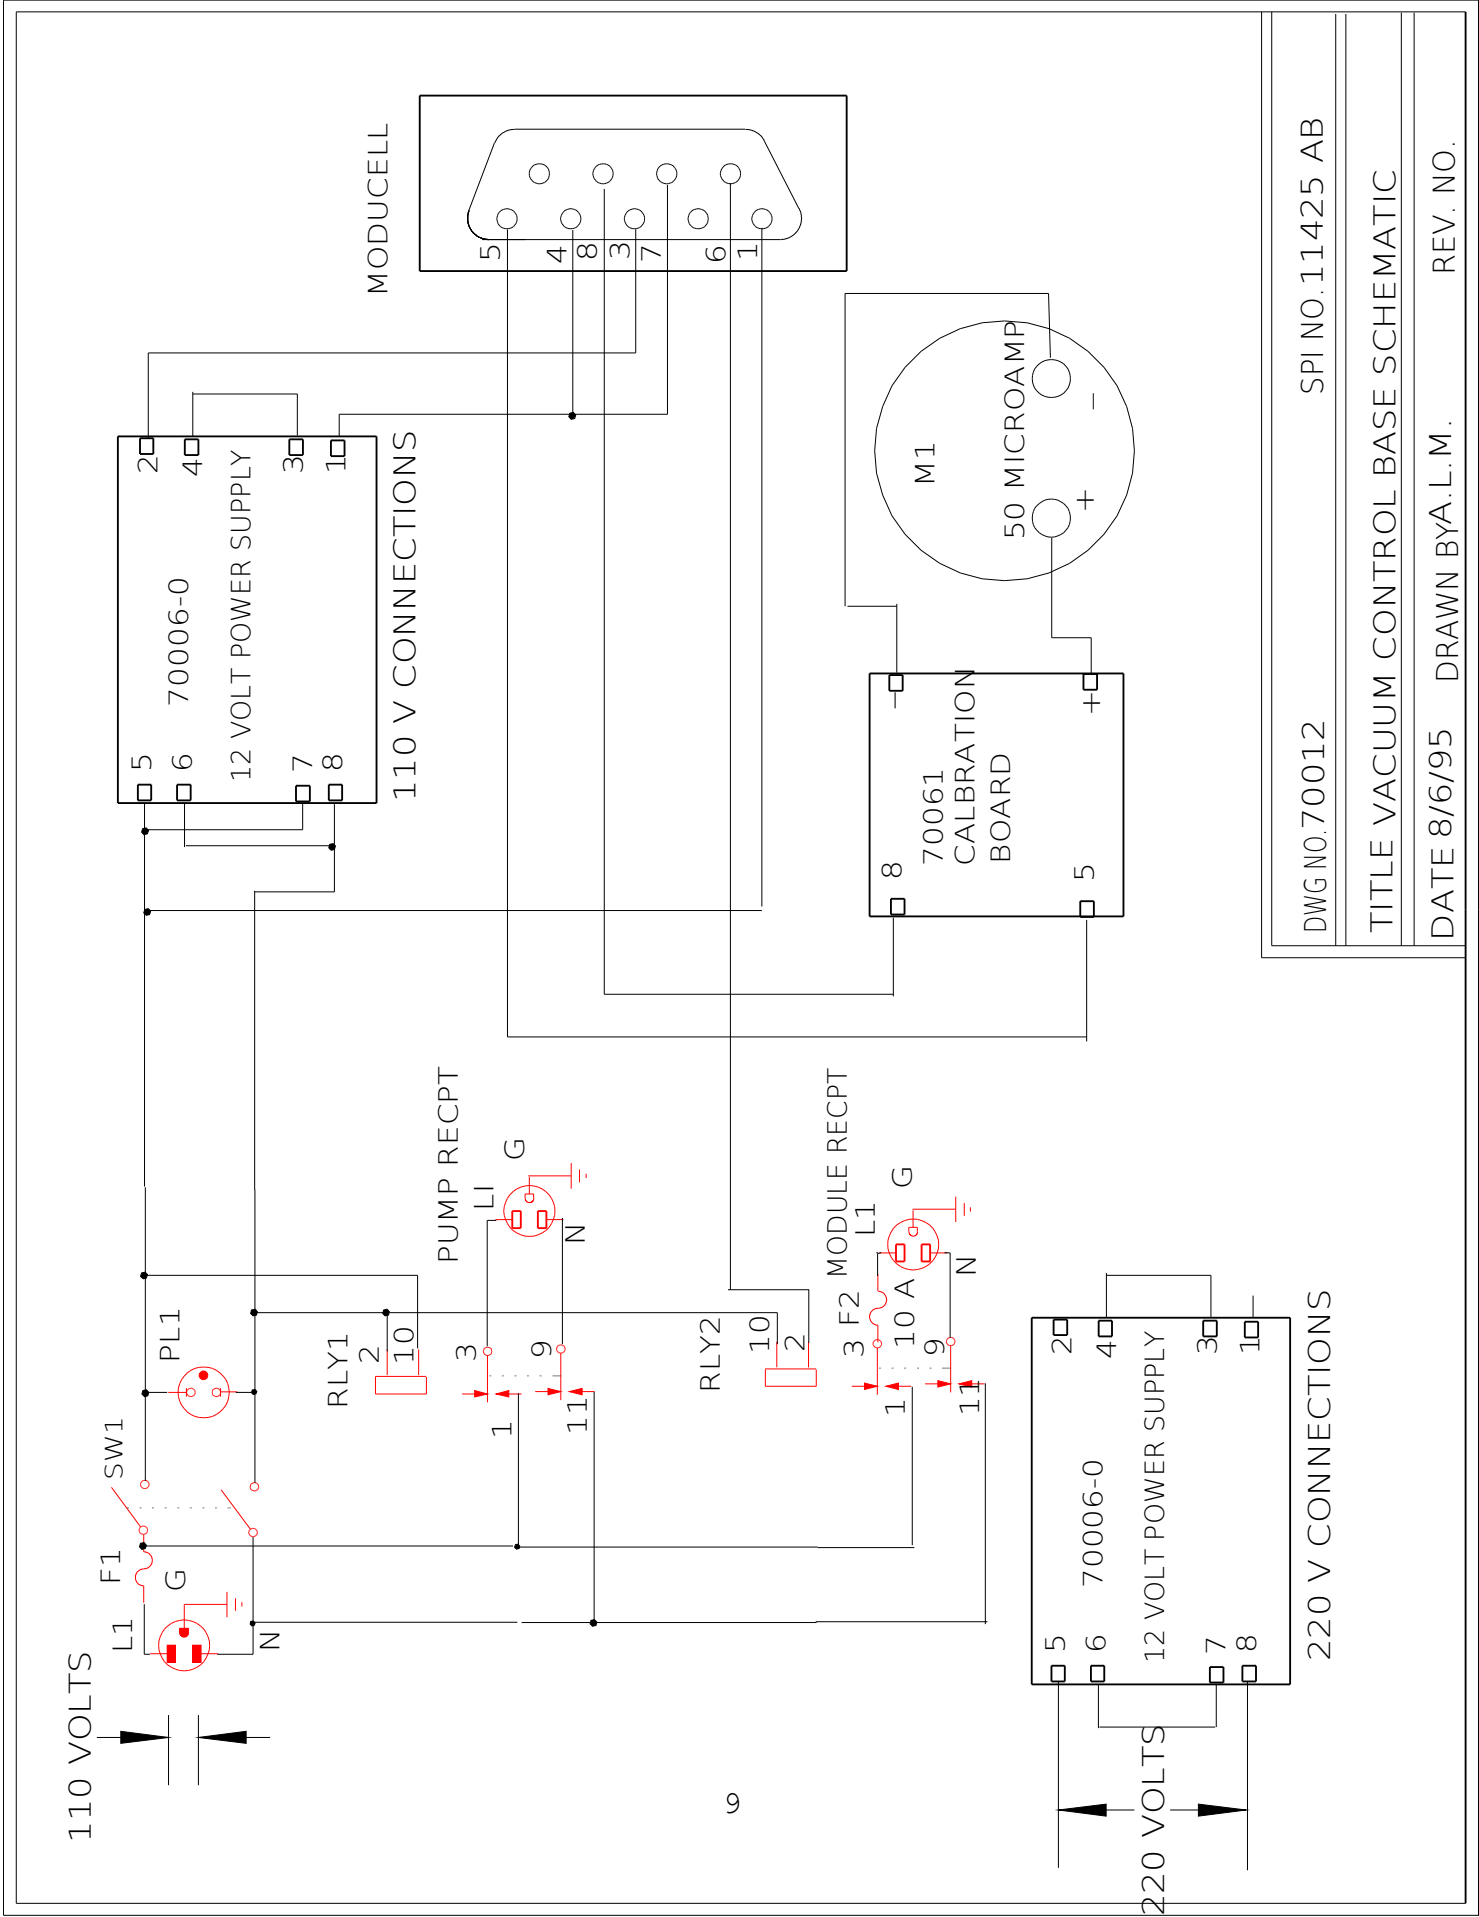 110 VOLTS
L1
N
G
F1
SW1
PL1
RLY1
2
10
3
9
1
11
PUMP RECPT
LI
G
N
RLY2
10
2
3
F2
10 A
9
1
11
MODULE RECPT
L1
G
N
5
6
7
8
70006-0
12 VOLT POWER SUPPLY
2
4
3
1
110 V CONNECTIONS
MODUCELL
5
4
8
3
7
6
1
M1
50 MICROAMP
+
-
70061
CALBRATION
BOARD
8
5
-
+
220 VOLTS
5
6
7
8
70006-0
12 VOLT POWER SUPPLY
2
4
3
1
220 V CONNECTIONS
DWG NO.70012 SPI NO.11425 AB
TITLE VACUUM CONTROL BASE SCHEMATIC
DATE 8/6/95 DRAWN BYA.L.M. REV. NO.
9